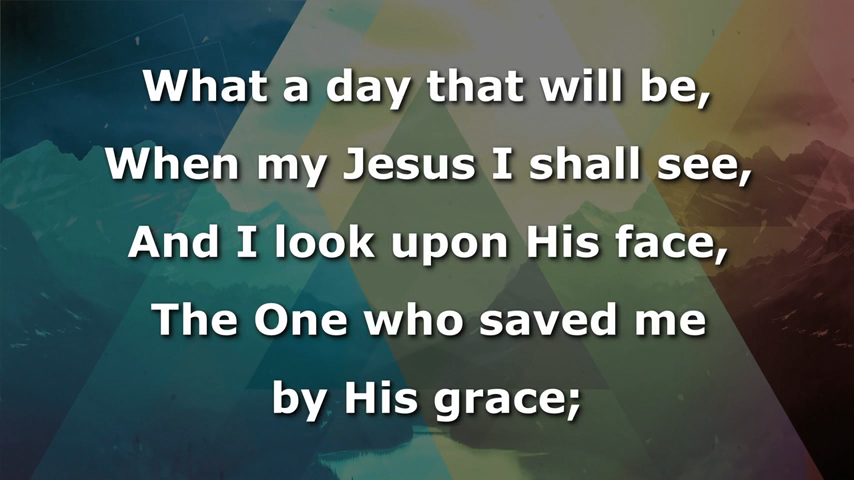 What a day that will be,
When my Jesus I shall see,
And I look upon His face,
The One who saved me
by His grace;